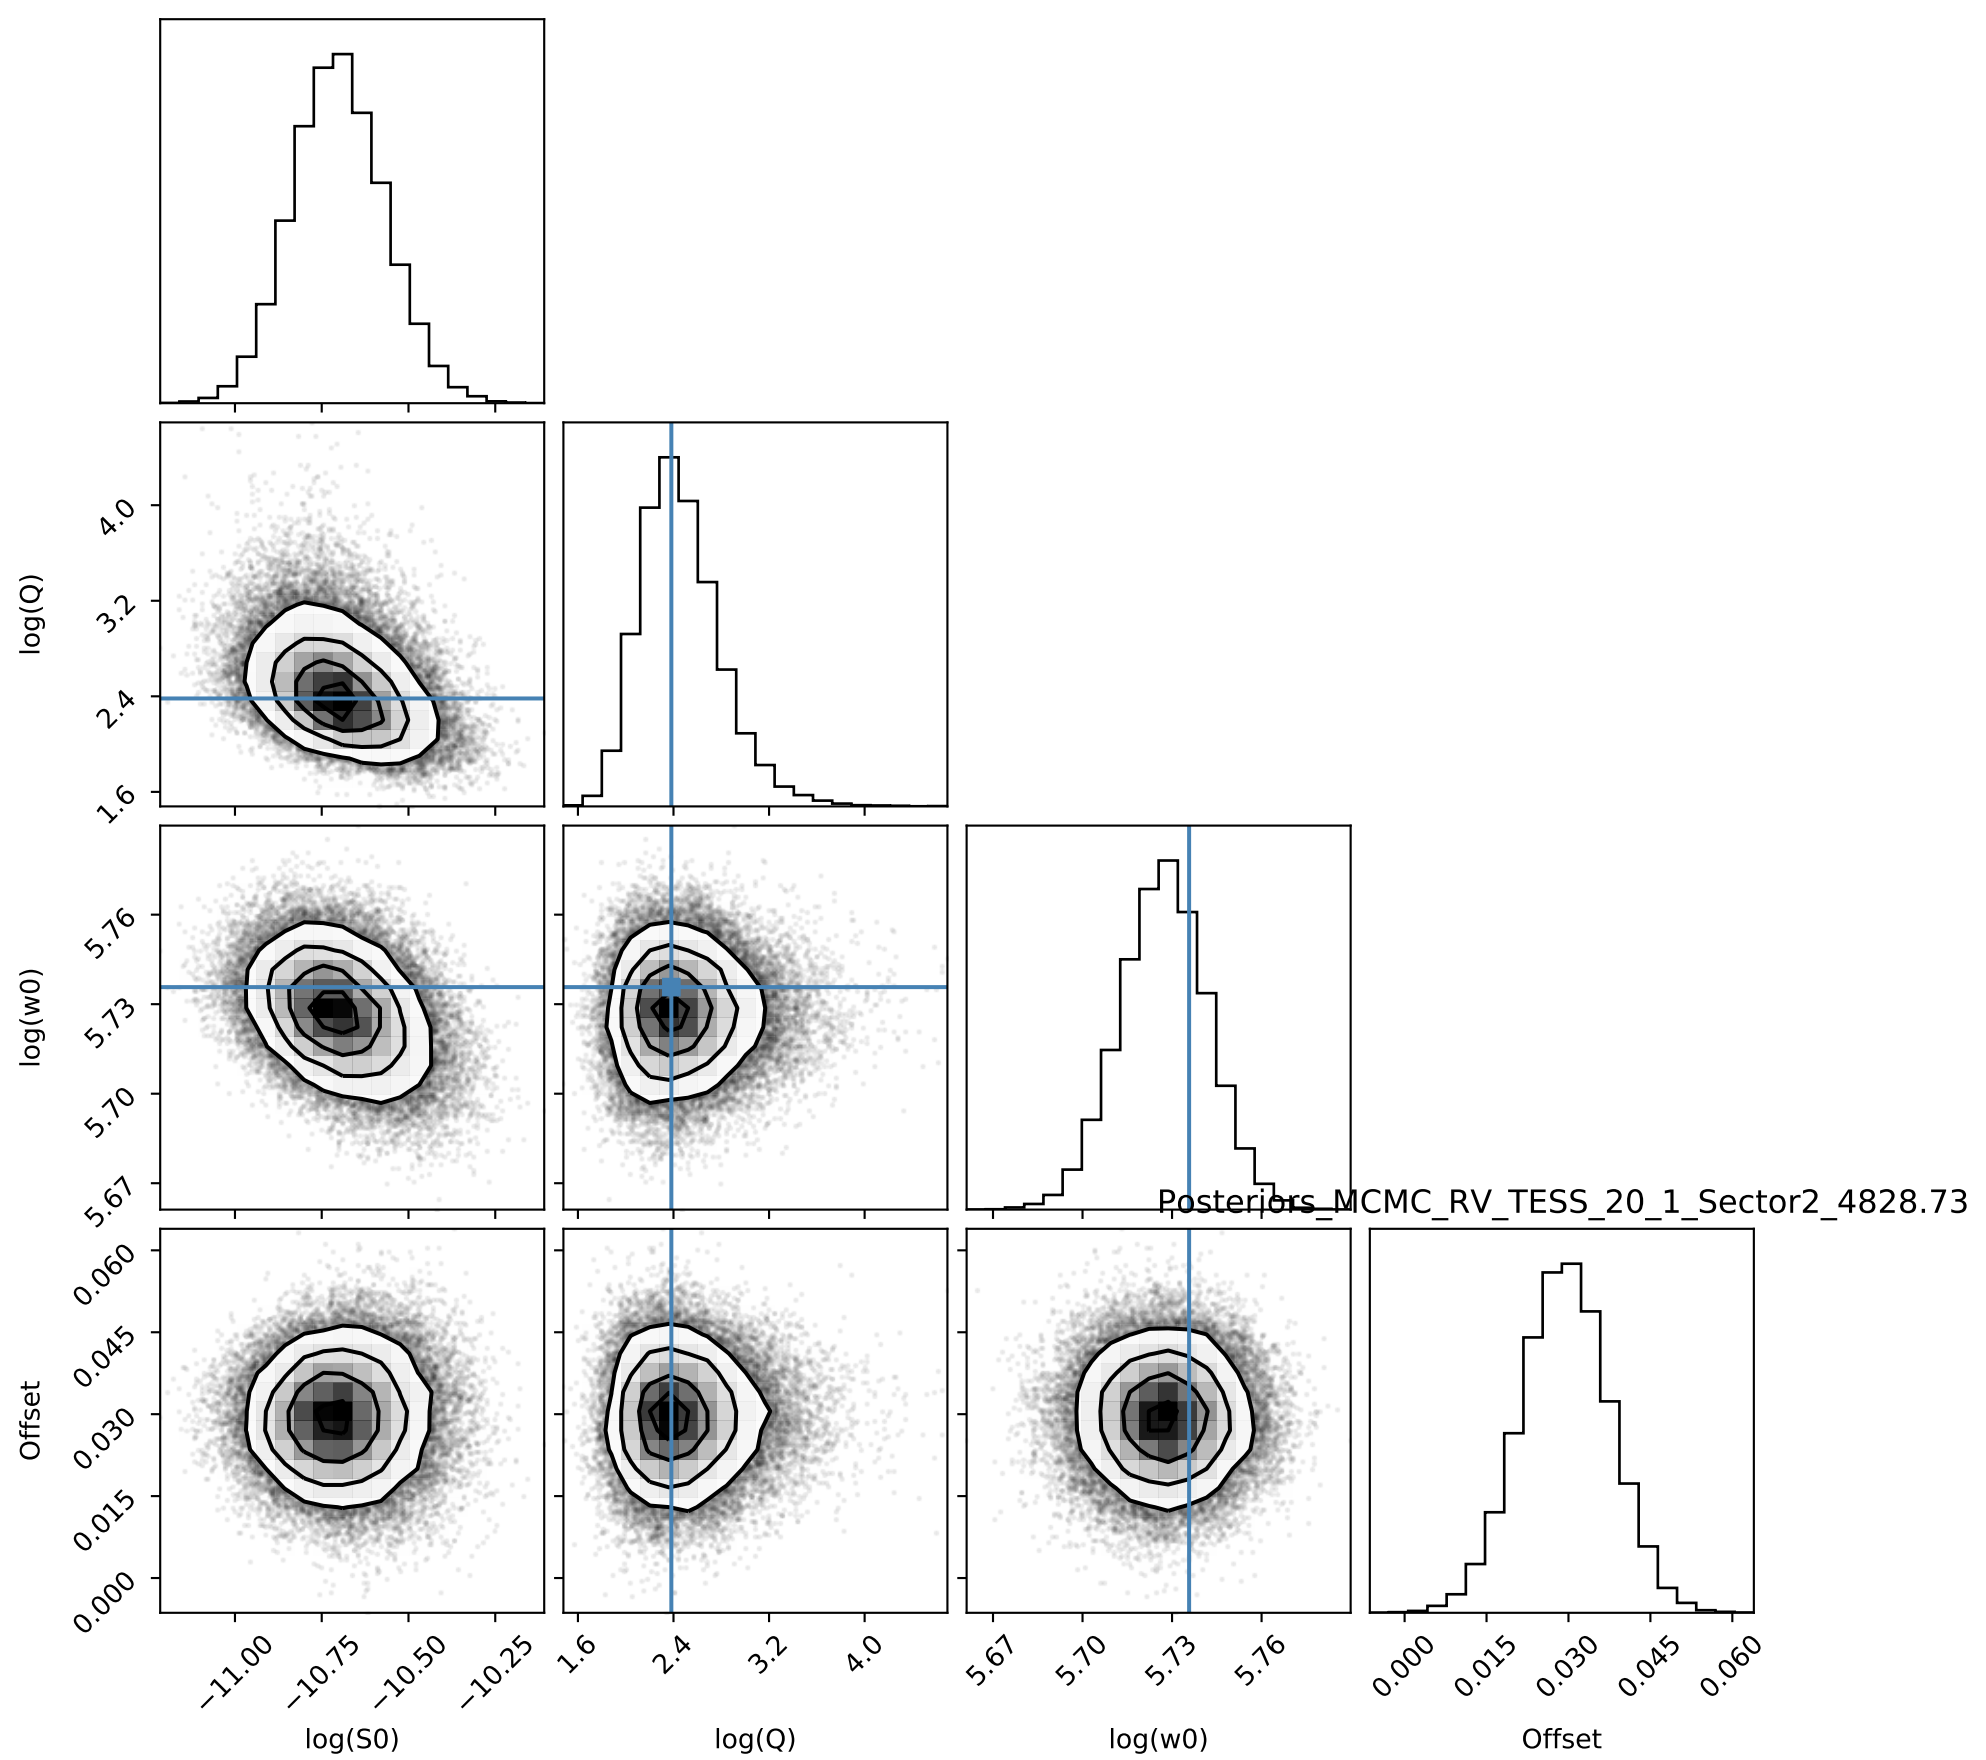 log(Q)
4.0
3.2
2.4
1.6
log(w0)
5.76
5.73
5.70
5.67
Posteriors_MCMC_RV_TESS_20_1_Sector2_4828.73
Offset
0.060
0.045
0.030
0.015
0.000
−11.00 −10.75 −10.50 −10.25 1.6 2.4 3.2 4.0 5.67 5.70 5.73 5.76 0.000 0.015 0.030 0.045 0.060
log(S0) log(Q) log(w0) Offset